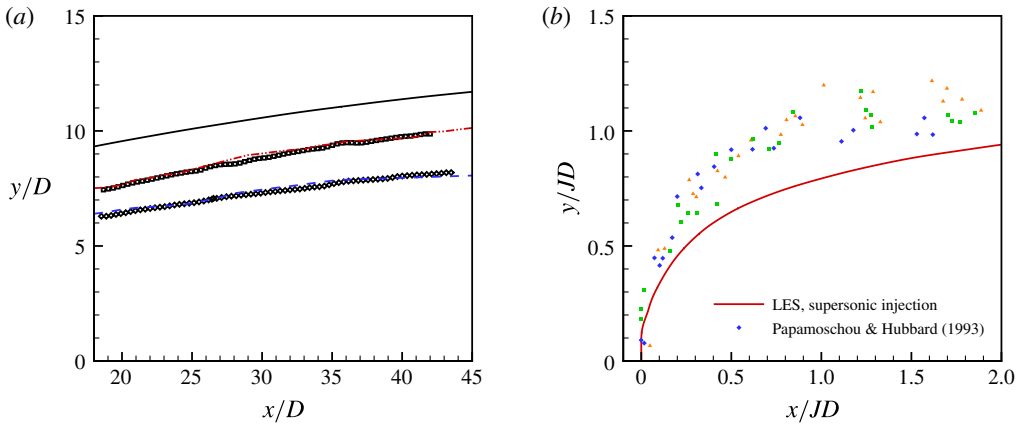 (a)
15
10
5
0
y/D
20
25
30
35
40
45
x/D
(b)
1.5
1.0
0.5
0
y/JD
LES, supersonic injection
Papamoschou & Hubbard (1993)
0
0.5
1.0
1.5
2.0
x/JD